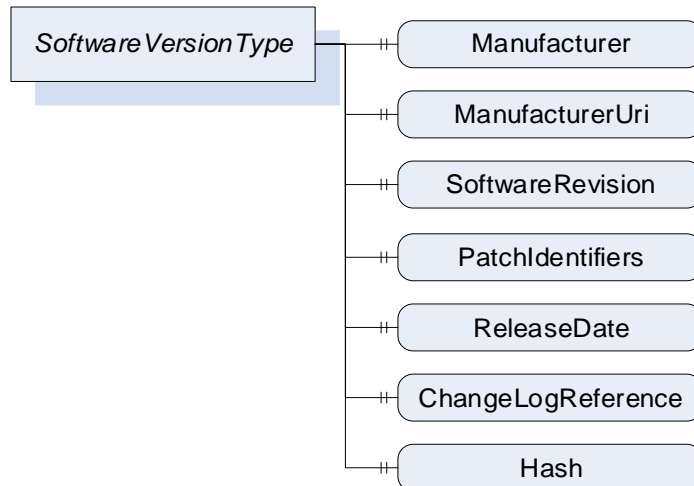 SoftwareVersionType
Manufacturer
ManufacturerUri
SoftwareRevision
PatchIdentifiers
ReleaseDate
ChangeLogReference
Hash